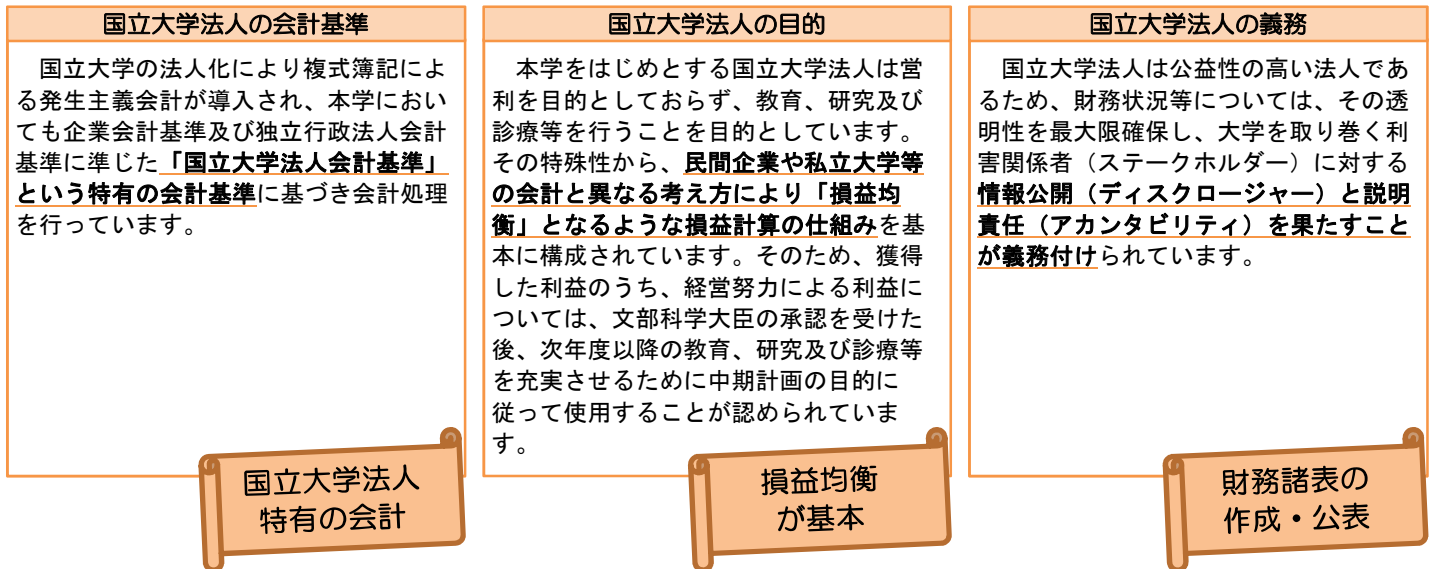 国立大学法人の会計基準
　国立大学の法人化により複式簿記によ
る発生主義会計が導入され、本学におい
ても企業会計基準及び独立行政法人会計
基準に準じた「国立大学法人会計基準」
という特有の会計基準に基づき会計処理
を行っています。
国立大学法人
特有の会計
国立大学法人の目的
　本学をはじめとする国立大学法人は営
利を目的としておらず、教育、研究及び
診療等を行うことを目的としています。
その特殊性から、民間企業や私立大学等
の会計と異なる考え方により「損益均
衡」となるような損益計算の仕組みを基
本に構成されています。そのため、獲得
した利益のうち、経営努力による利益に
ついては、文部科学大臣の承認を受けた
後、次年度以降の教育、研究及び診療等
を充実させるために中期計画の目的に
従って使用することが認められていま
す。
損益均衡
が基本
国立大学法人の義務
　国立大学法人は公益性の高い法人であ
るため、財務状況等については、その透
明性を最大限確保し、大学を取り巻く利
害関係者（ステークホルダー）に対する
情報公開（ディスクロージャー）と説明
責任（アカンタビリティ）を果たすこと
が義務付けられています。
財務諸表の
作成・公表